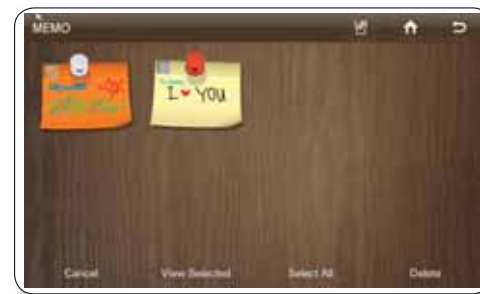 MEMO
I ♥ YOU
Cancel
View Selected
Select All
Delete